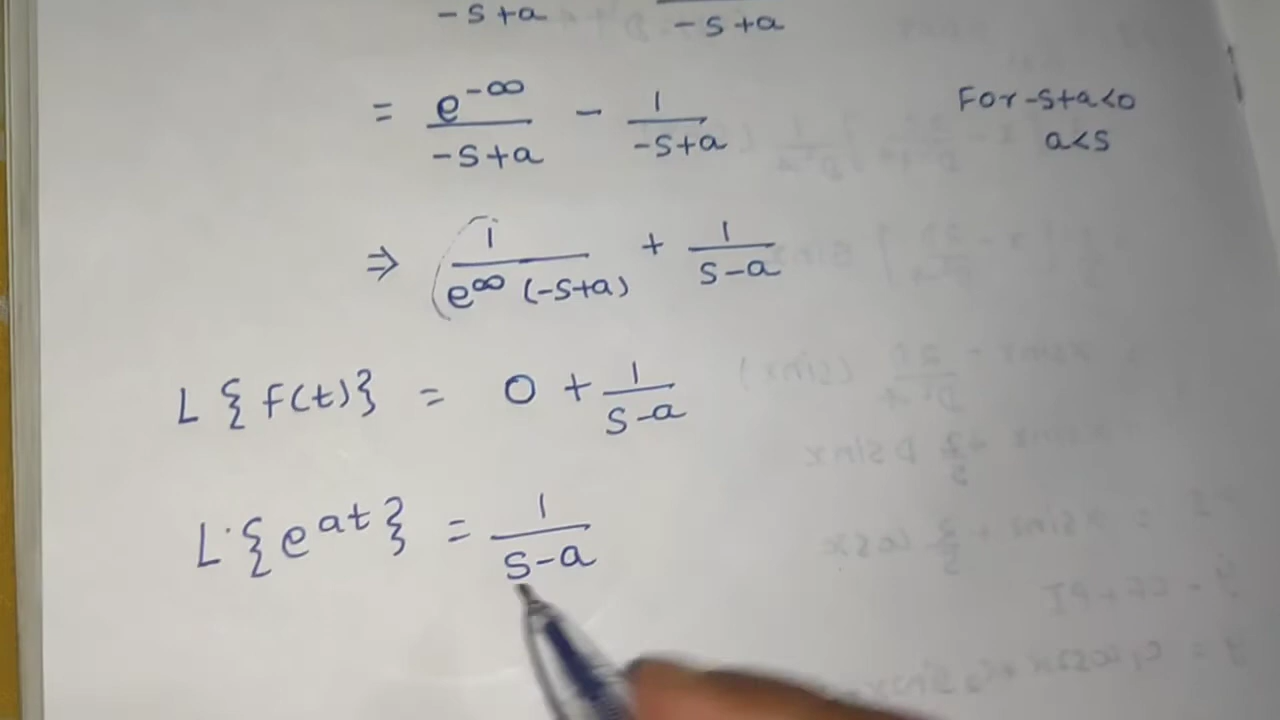 -s+a -s+a
= e^-∞/-s+a - 1/-s+a For -s+a<0
a<s
⇒ (1/e^∞ (-s+a) + 1/s-a
L{f(t)} = 0 + 1/s-a
L{e^at} = 1/s-a